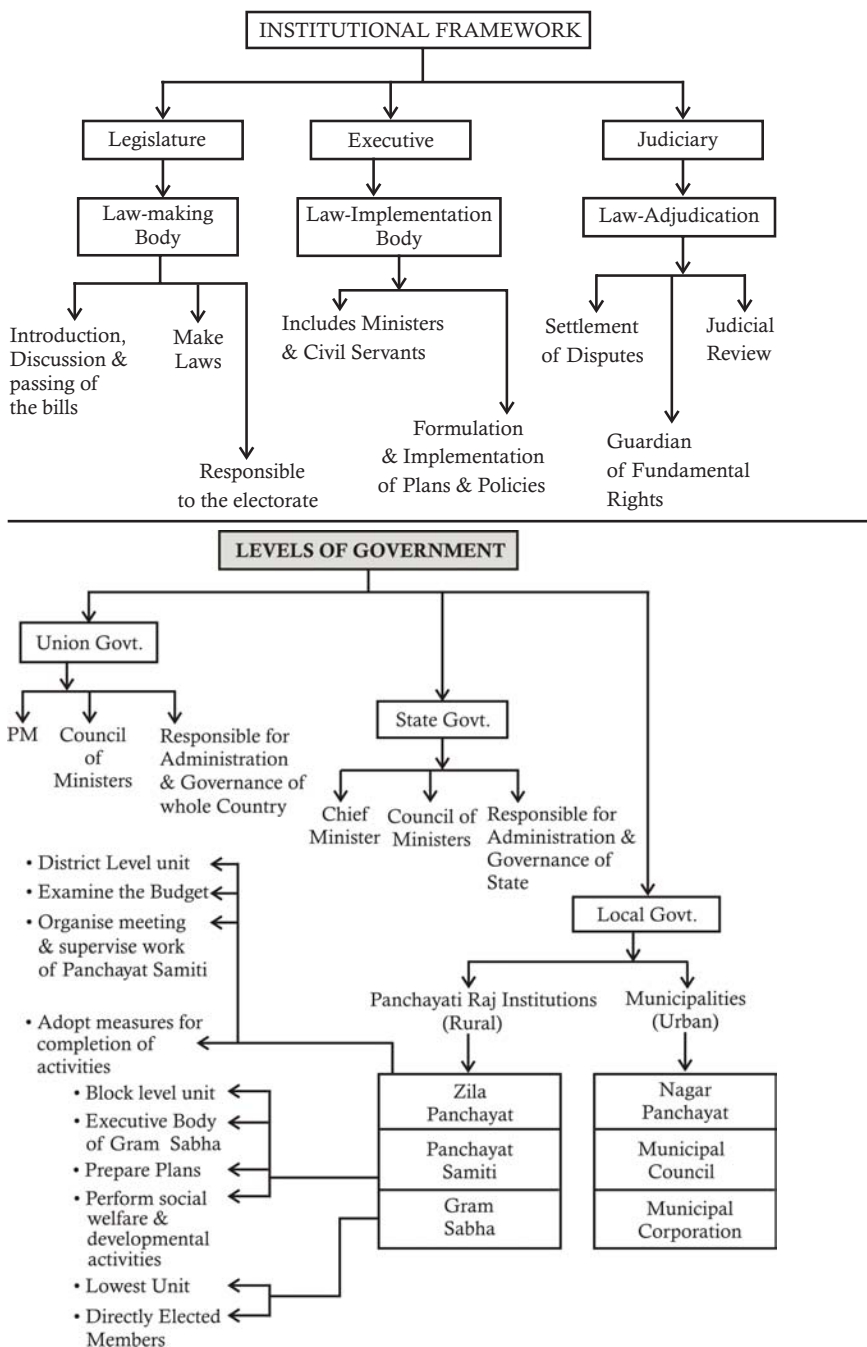 INSTITUTIONAL FRAMEWORK
Legislature
Executive
Judiciary
Law-making
Body
Law-Implementation
Body
Law-Adjudication
Introduction,
Discussion &
passing of
the bills
Make
Laws
Responsible
to the electorate
Includes Ministers
& Civil Servants
Formulation
& Implementation
of Plans & Policies
Settlement
of Disputes
Guardian
of Fundamental
Rights
Judicial
Review
LEVELS OF GOVERNMENT
Union Govt.
PM
Council
of
Ministers
Responsible for
Administration
& Governance of
whole Country
State Govt.
Chief
Minister
Council of
Ministers
Responsible for
Administration &
Governance of
State
Local Govt.
Panchayati Raj Institutions
(Rural)
Municipalities
(Urban)
• District Level unit
• Examine the Budget
• Organise meeting
& supervise work
of Panchayat Samiti
• Adopt measures for
completion of
activities
Zila
Panchayat
Nagar
Panchayat
• Block level unit
• Executive Body
of Gram Sabha
• Prepare Plans
• Perform social
welfare &
developmental
activities
Panchayat
Samiti
Municipal
Council
Gram
Sabha
Municipal
Corporation
• Lowest Unit
• Directly Elected
Members